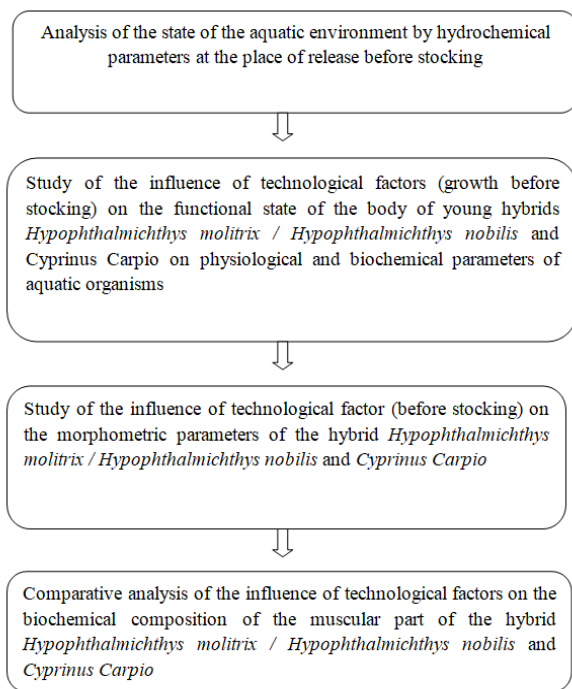 Analysis of the state of the aquatic environment by hydrochemical
parameters at the place of release before stocking
Study of the influence of technological factors (growth before
stocking) on the functional state of the body of young hybrids
Hypophthalmichthys molitrix / Hypophthalmichthys nobilis and
Cyprinus Carpio on physiological and biochemical parameters of
aquatic organisms
Study of the influence of technological factor (before stocking) on
the morphometric parameters of the hybrid Hypophthalmichthys
molitrix / Hypophthalmichthys nobilis and Cyprinus Carpio
Comparative analysis of the influence of technological factors on the
biochemical composition of the muscular part of the hybrid
Hypophthalmichthys molitrix / Hypophthalmichthys nobilis and
Cyprinus Carpio